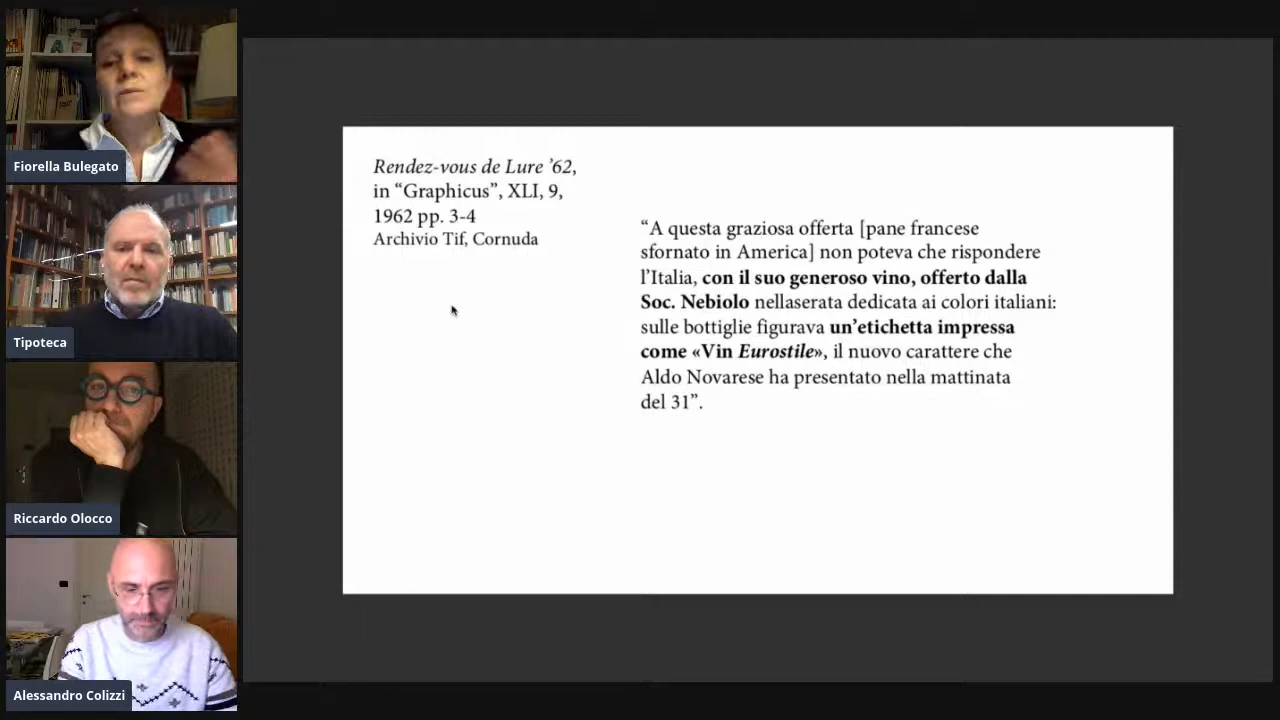 Fiorella Bulegato
Tipoteca
Riccardo Olocco
Alessandro Colizzi
Rendez-vous de Lure ’62,
in “Graphicus”, XLI, 9,
1962 pp. 3-4
Archivio Tif, Cornuda
“A questa graziosa offerta [pane francese
sfornato in America] non poteva che rispondere
l’Italia, con il suo generoso vino, offerto dalla
Soc. Nebiolo nellaserata dedicata ai colori italiani:
sulle bottiglie figurava un’etichetta impressa
come «Vin Eurostile», il nuovo carattere che
Aldo Novarese ha presentato nella mattinata
del 31”.